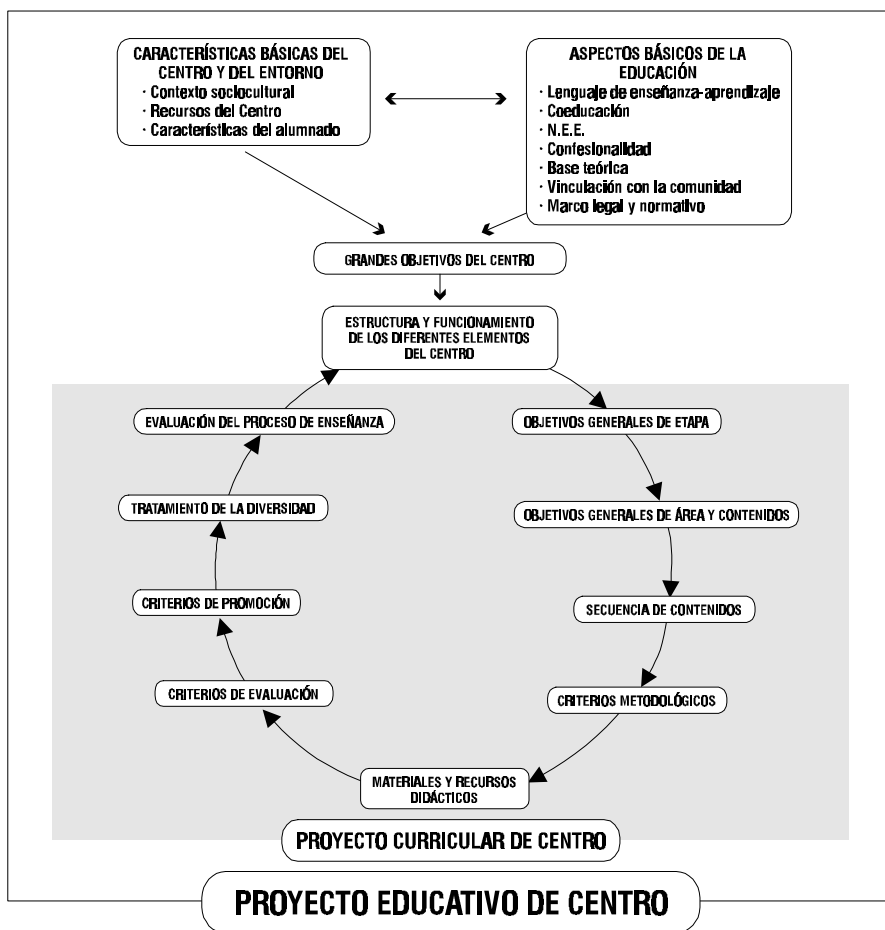 CARACTERÍSTICAS BÁSICAS DEL
CENTRO Y DEL ENTORNO
· Contexto sociocultural
· Recursos del Centro
· Características del alumnado
ASPECTOS BÁSICOS DE LA
EDUCACIÓN
· Lenguaje de enseñanza-aprendizaje
· Coeducación
· N.E.E.
· Confesionalidad
· Base teórica
· Vinculación con la comunidad
· Marco legal y normativo
GRANDES OBJETIVOS DEL CENTRO
ESTRUCTURA Y FUNCIONAMIENTO
DE LOS DIFERENTES ELEMENTOS
DEL CENTRO
EVALUACIÓN DEL PROCESO DE ENSEÑANZA
OBJETIVOS GENERALES DE ETAPA
TRATAMIENTO DE LA DIVERSIDAD
OBJETIVOS GENERALES DE ÁREA Y CONTENIDOS
CRITERIOS DE PROMOCIÓN
SECUENCIA DE CONTENIDOS
CRITERIOS DE EVALUACIÓN
CRITERIOS METODOLÓGICOS
MATERIALES Y RECURSOS
DIDÁCTICOS
PROYECTO CURRICULAR DE CENTRO
PROYECTO EDUCATIVO DE CENTRO